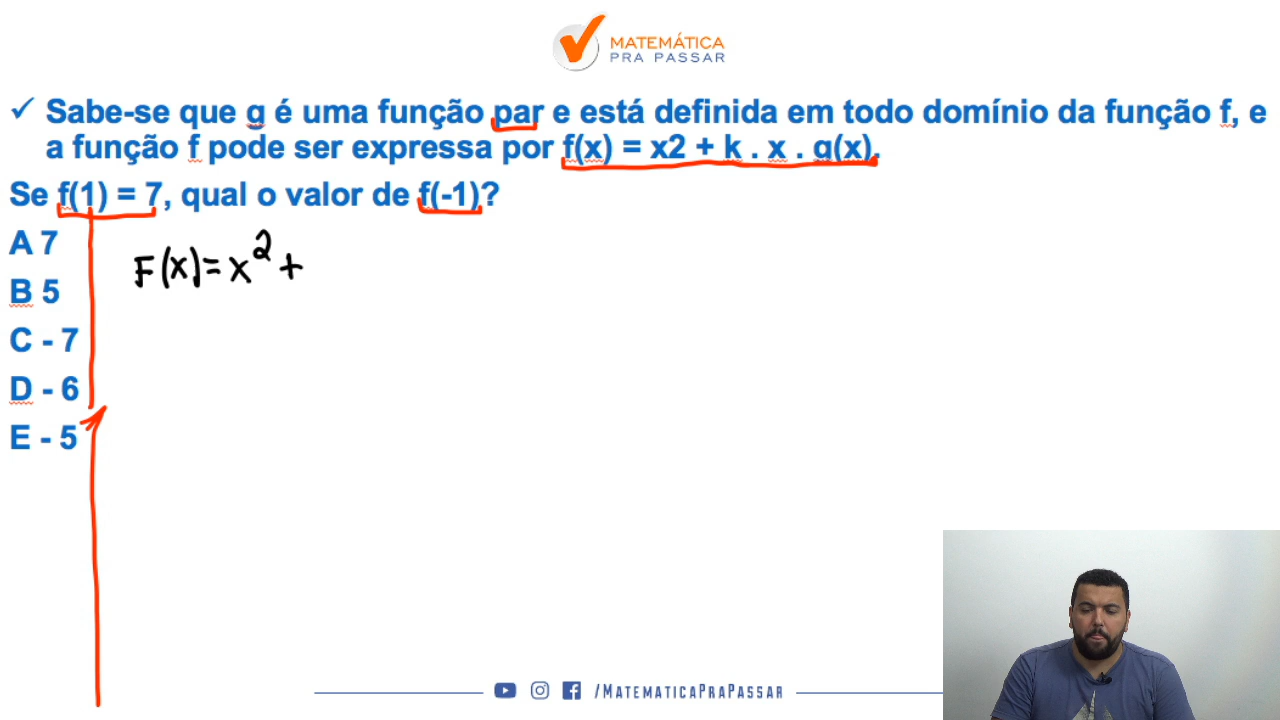 MATEMÁTICA
PRA PASSAR
✓ Sabe-se que g é uma função par e está definida em todo domínio da função f, e
a função f pode ser expressa por f(x) = x2 + k . x . g(x).
Se f(1) = 7, qual o valor de f(-1)?
A 7
B 5
C - 7
D - 6
E - 5
F(x)=x² +
/MatematicaPraPassar